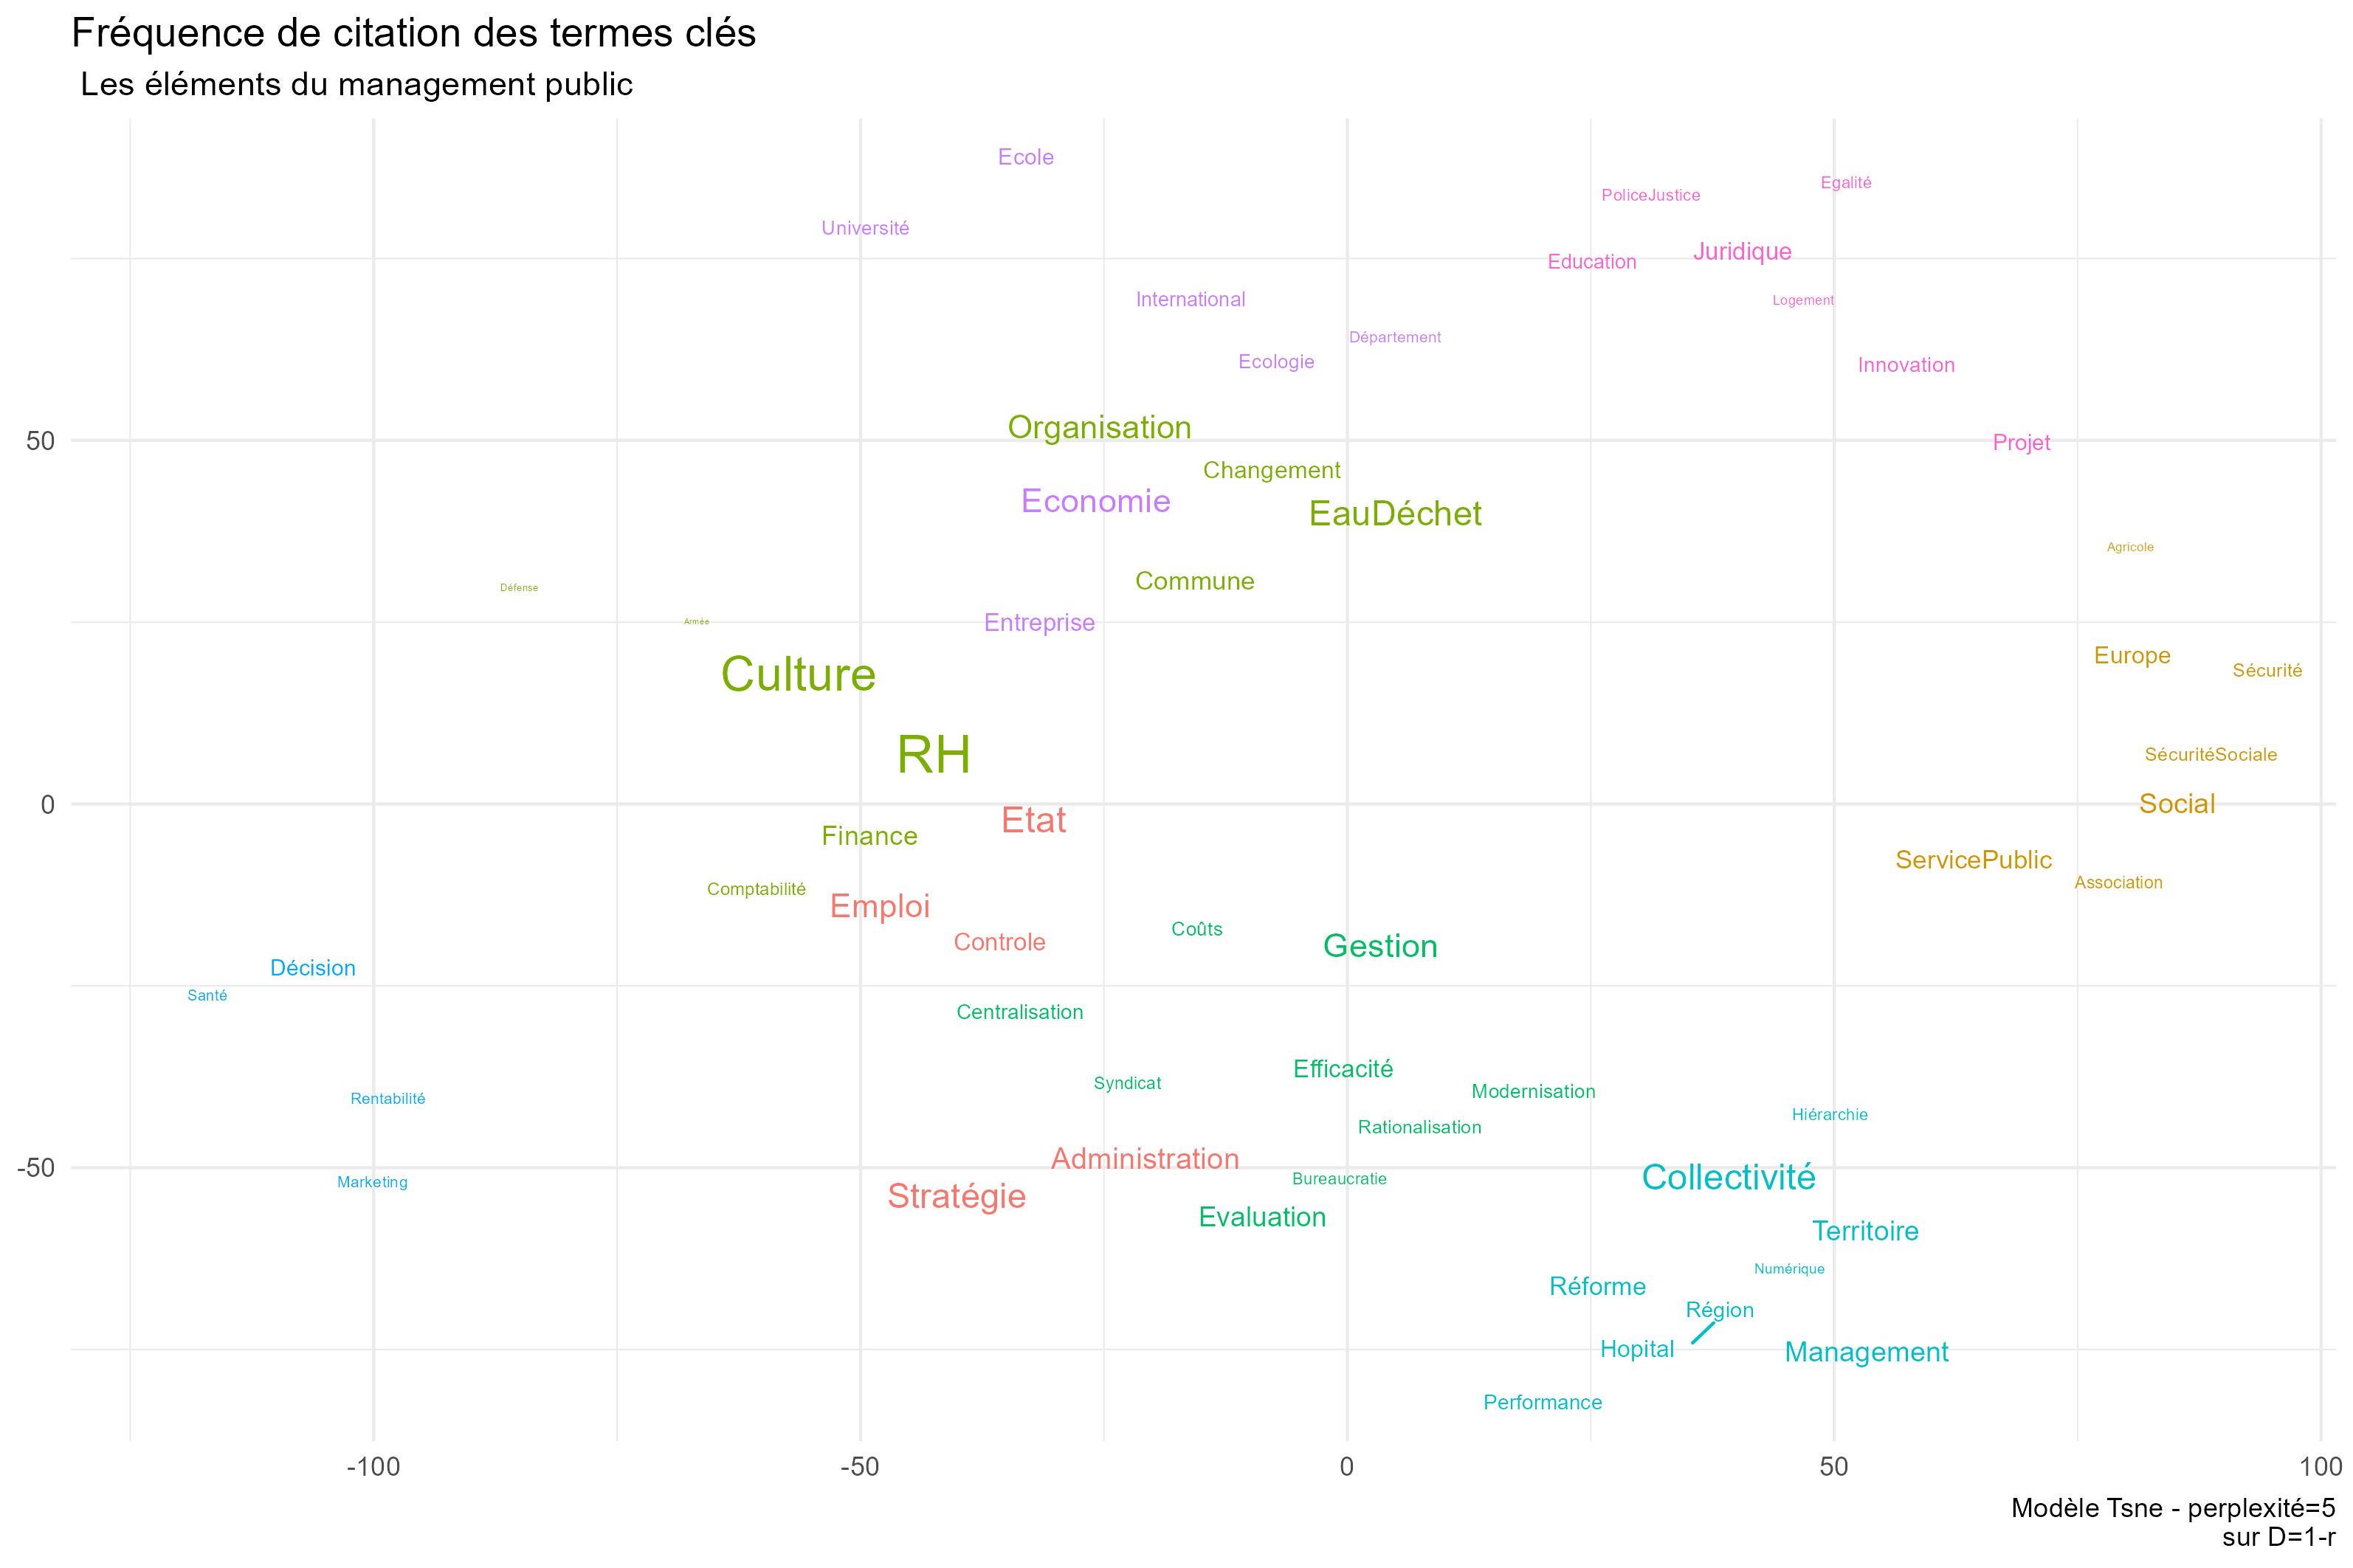 Fréquence de citation des termes clés
Les éléments du management public
Ecole
Egalité
PoliceJustice
Université
Juridique
Education
International
Logement
Département
Ecologie
Innovation
Organisation
50
Projet
Changement
Economie
EauDéchet
Agricole
Commune
Défense
Armée
Entreprise
Europe
Sécurité
Culture
RH
SécuritéSociale
0
Social
Etat
Finance
ServicePublic
Association
Comptabilité
Emploi
Coûts
Controle
Gestion
Décision
Santé
Centralisation
Efficacité
Syndicat
Modernisation
Rentabilité
Hiérarchie
Rationalisation
Administration
-50
Collectivité
Bureaucratie
Marketing
Stratégie
Evaluation
Territoire
Numérique
Réforme
Région
Hopital
Management
Performance
-100
-50
0
50
100
Modèle Tsne - perplexité=5
sur D=1-r